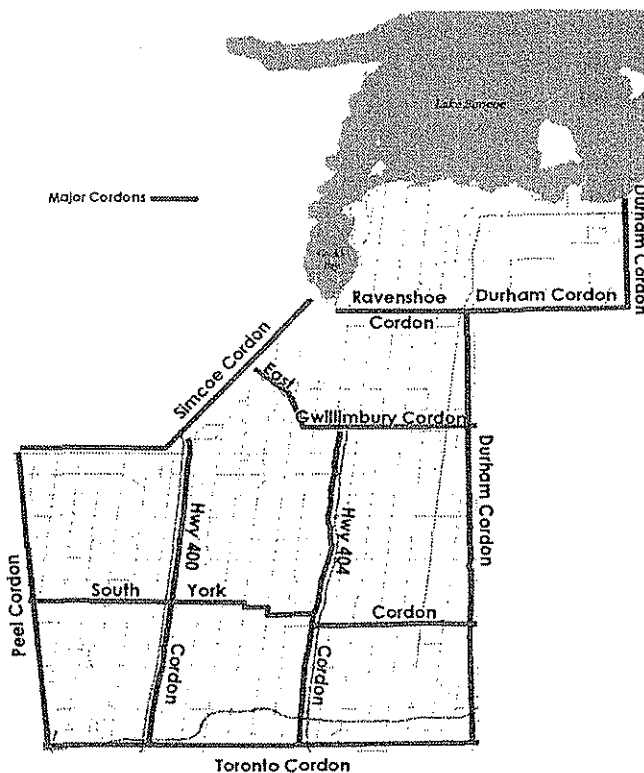 Lake Simcoe
Major Cordons
Durham Cordon
Ravenshoe
Cordon
Durham Cordon
Simcoe Cordon
East
Gwillimbury Cordon
Durham Cordon
Hwy 400
Hwy 404
Peel Cordon
South
York
Cordon
Cordon
Cordon
Toronto Cordon